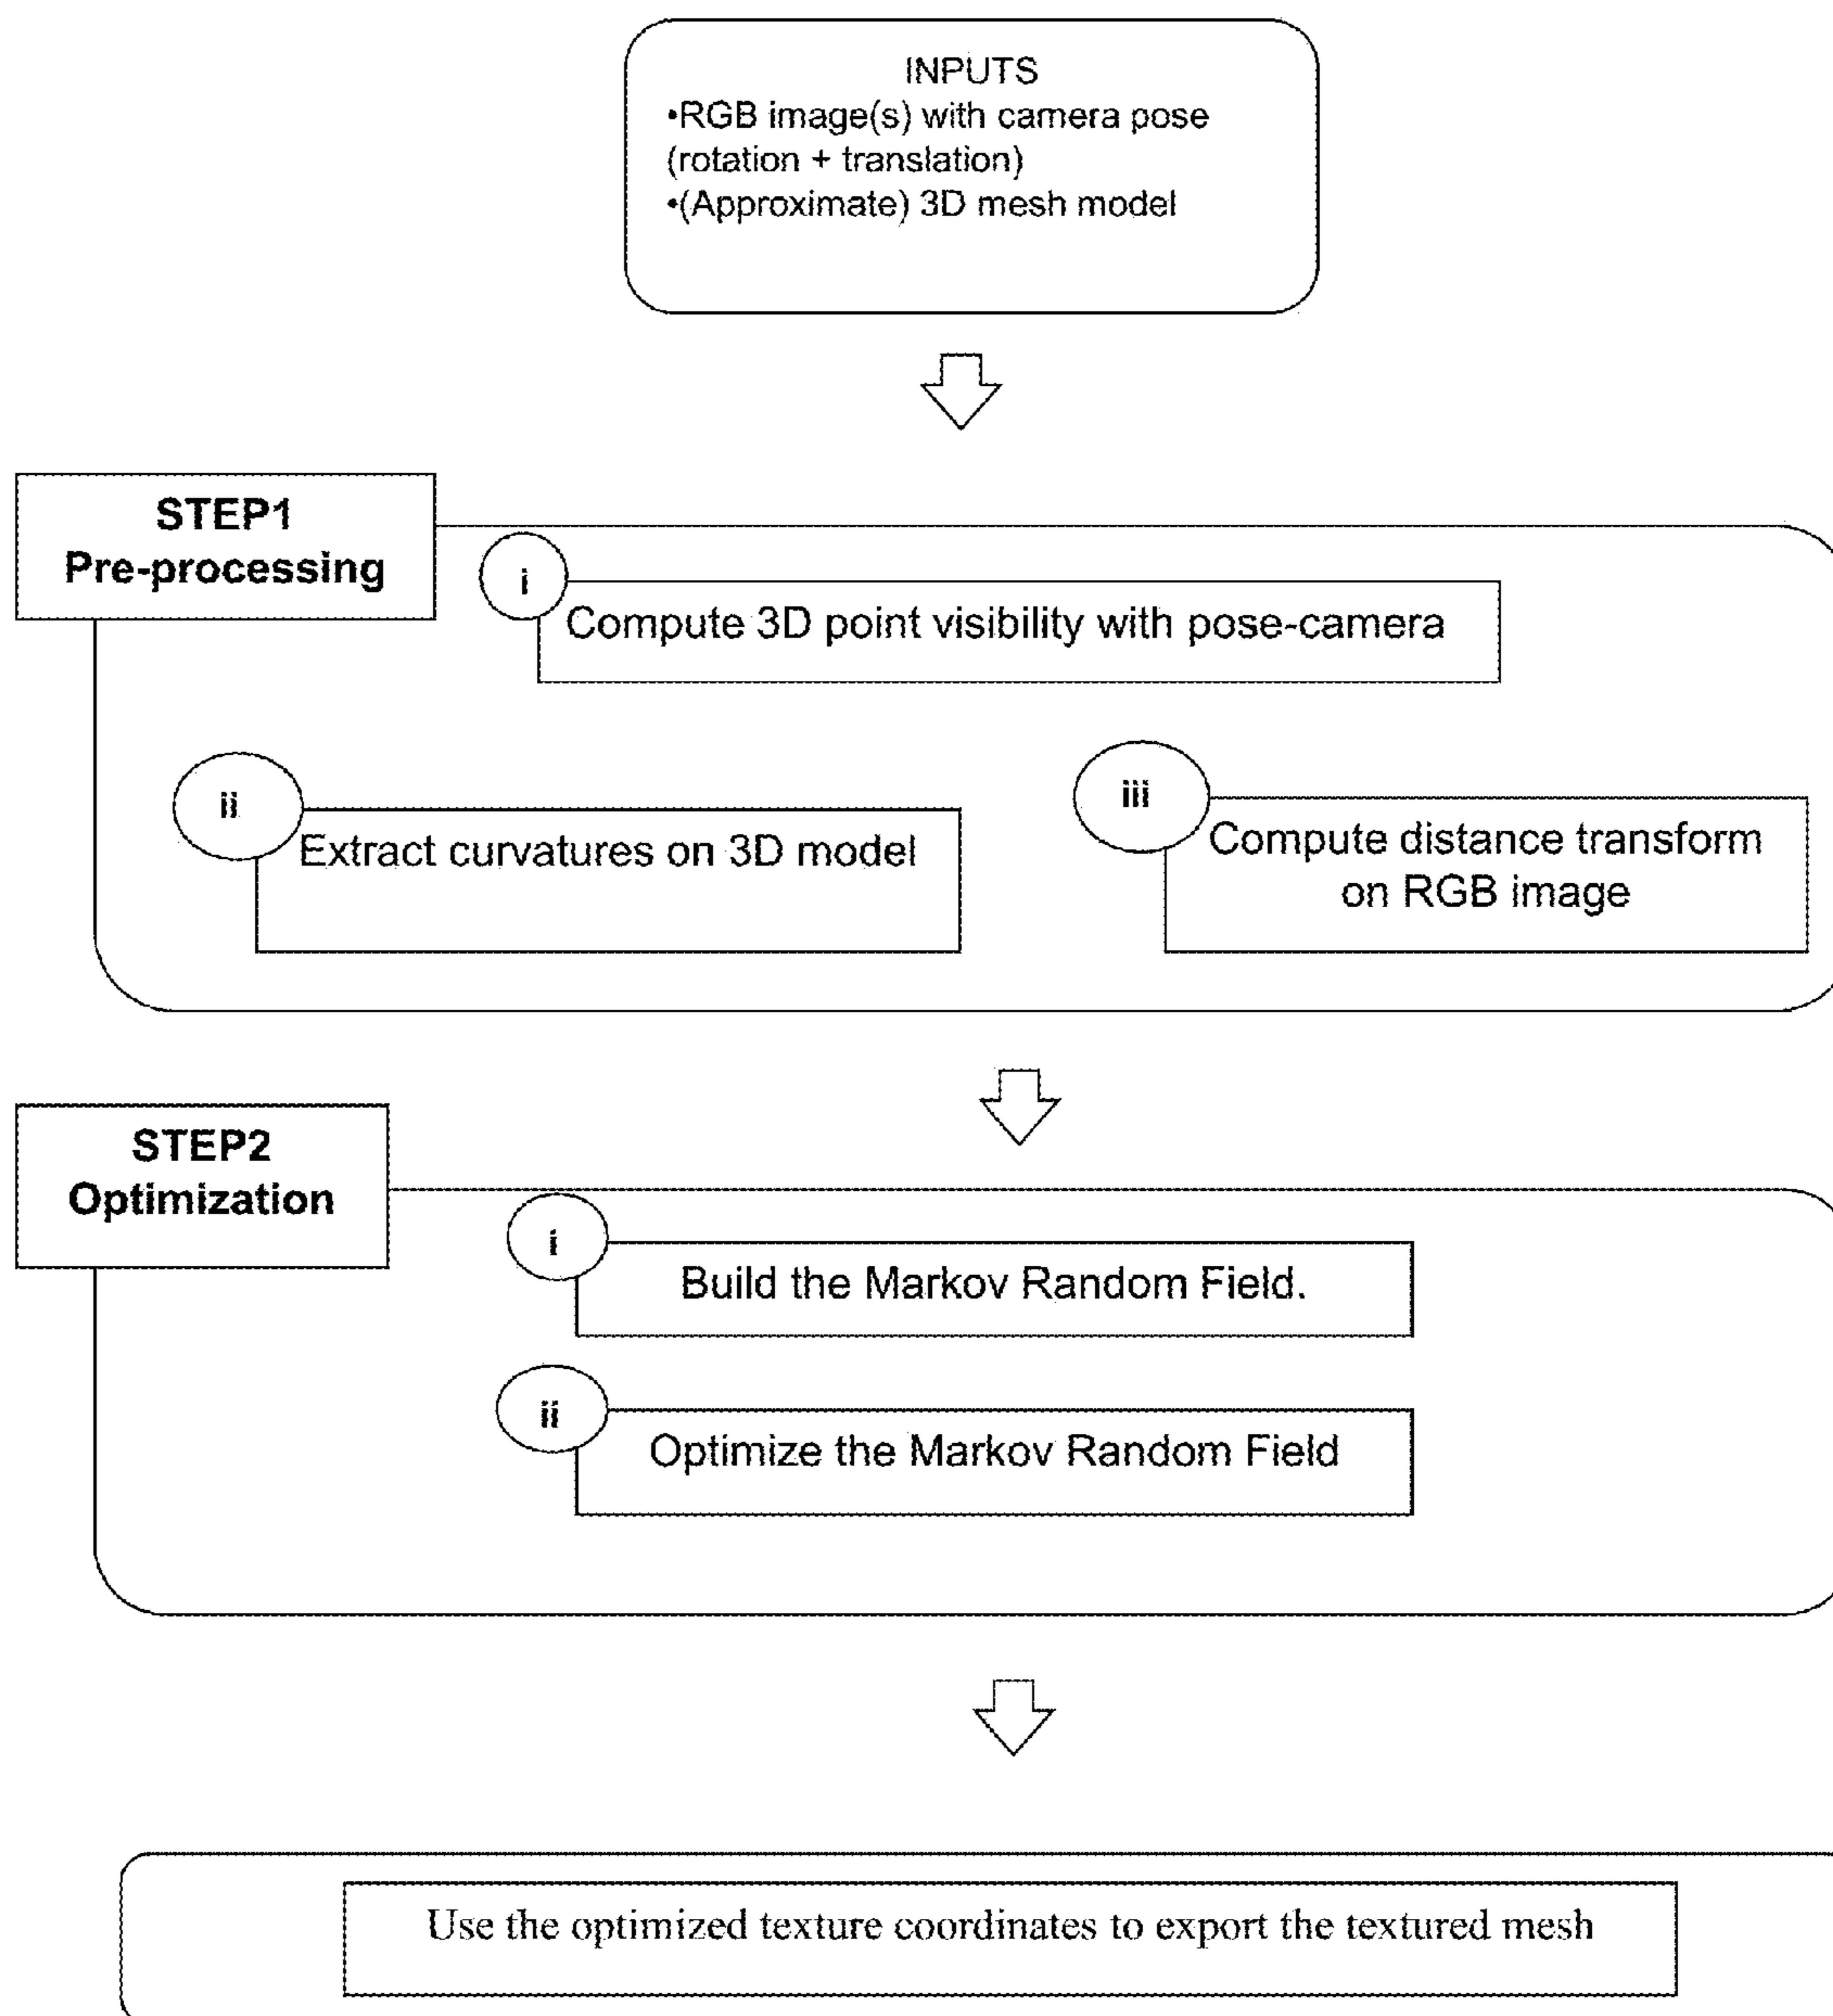 INPUTS
•RGB image(s) with camera pose
(rotation + translation)
•(Approximate) 3D mesh model
STEP1
Pre-processing
i
Compute 3D point visibility with pose-camera
ii
Extract curvatures on 3D model
iii
Compute distance transform
on RGB image
STEP2
Optimization
i
Build the Markov Random Field.
ii
Optimize the Markov Random Field
Use the optimized texture coordinates to export the textured mesh